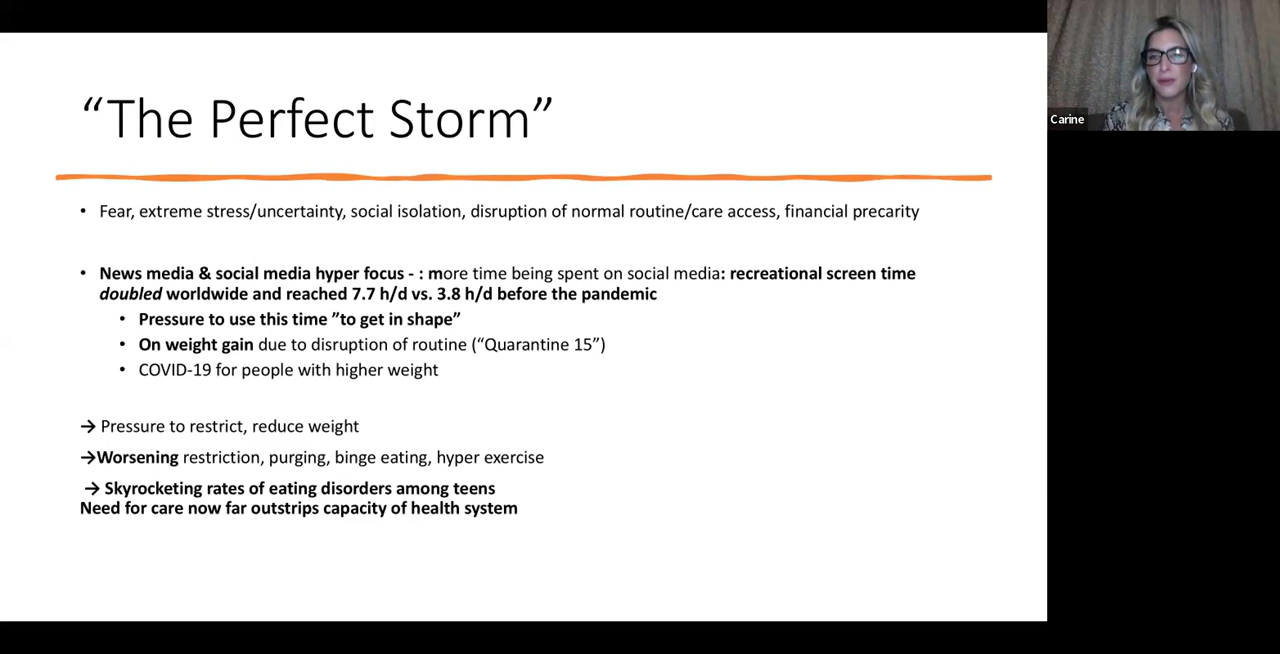 “The Perfect Storm”
• Fear, extreme stress/uncertainty, social isolation, disruption of normal routine/care access, financial precarity
• News media & social media hyper focus - : more time being spent on social media: recreational screen time
doubled worldwide and reached 7.7 h/d vs. 3.8 h/d before the pandemic
• Pressure to use this time ”to get in shape”
• On weight gain due to disruption of routine (“Quarantine 15”)
• COVID-19 for people with higher weight
→ Pressure to restrict, reduce weight
→Worsening restriction, purging, binge eating, hyper exercise
→ Skyrocketing rates of eating disorders among teens
Need for care now far outstrips capacity of health system
Carine